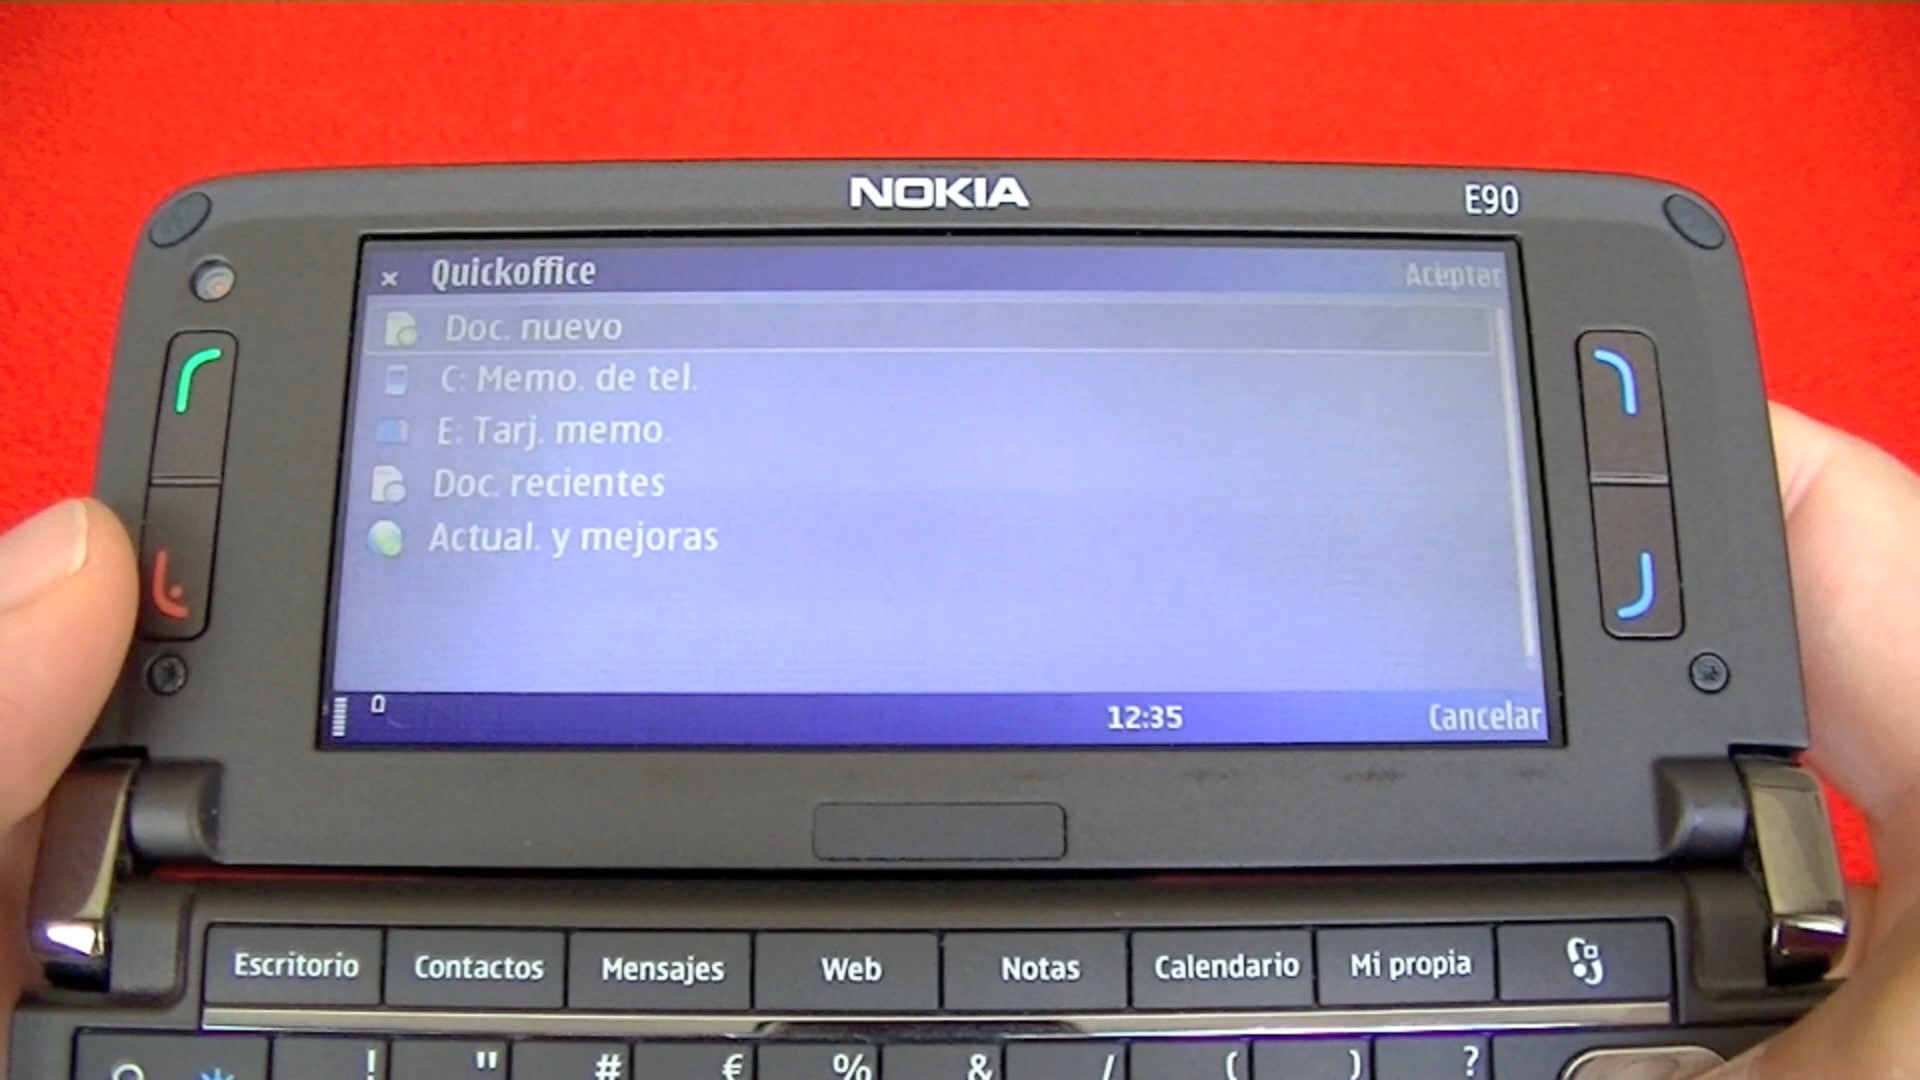 NOKIA
E90
Quickoffice
Doc. nuevo
C: Memo. de tel.
E: Tarj. memo.
Doc. recientes
Actual. y mejoras
12:35
Cancelar
Escritorio Contactos Mensajes Web Notas Calendario Mi propia
! " # € % & / ( ) ?